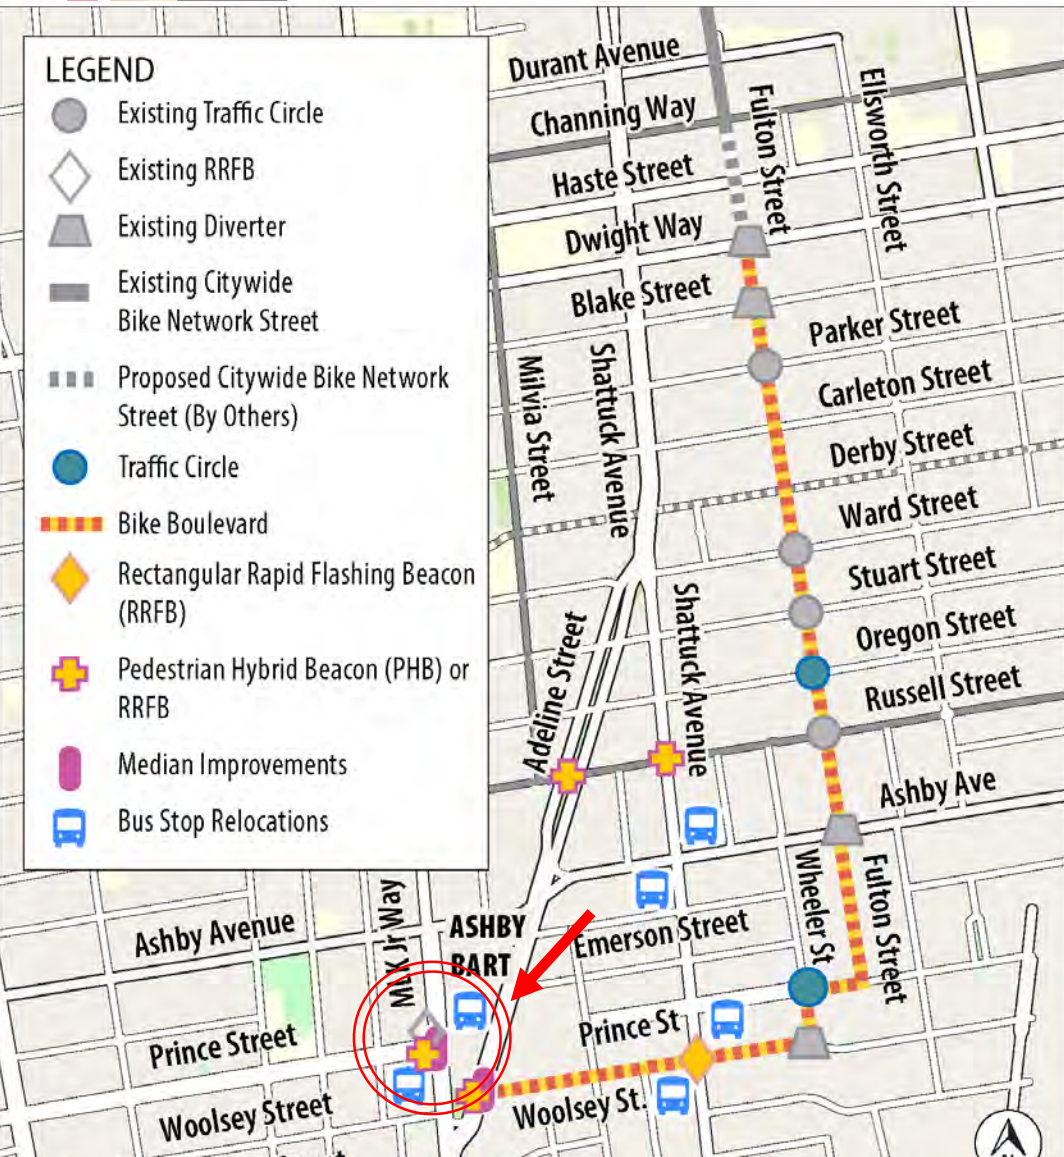 LEGEND
Existing Traffic Circle
Existing RRFB
Existing Diverter
Existing Citywide
Bike Network Street
Proposed Citywide Bike Network
Street (By Others)
Traffic Circle
Bike Boulevard
Rectangular Rapid Flashing Beacon
(RRFB)
Pedestrian Hybrid Beacon (PHB) or
RRFB
Median Improvements
Bus Stop Relocations
Durant Avenue
Channing Way
Haste Street
Dwight Way
Blake Street
Fulton Street
Ellsworth Street
Parker Street
Carleton Street
Derby Street
Ward Street
Stuart Street
Oregon Street
Russell Street
Ashby Ave
Milvia Street
Shattuck Avenue
Adeline Street
Shattuck Avenue
Wheeler St
Fulton Street
Ashby Avenue
MLK Jr Way
ASHBY
BART
Emerson Street
Prince Street
Prince St
Woolsey Street
Woolsey St.